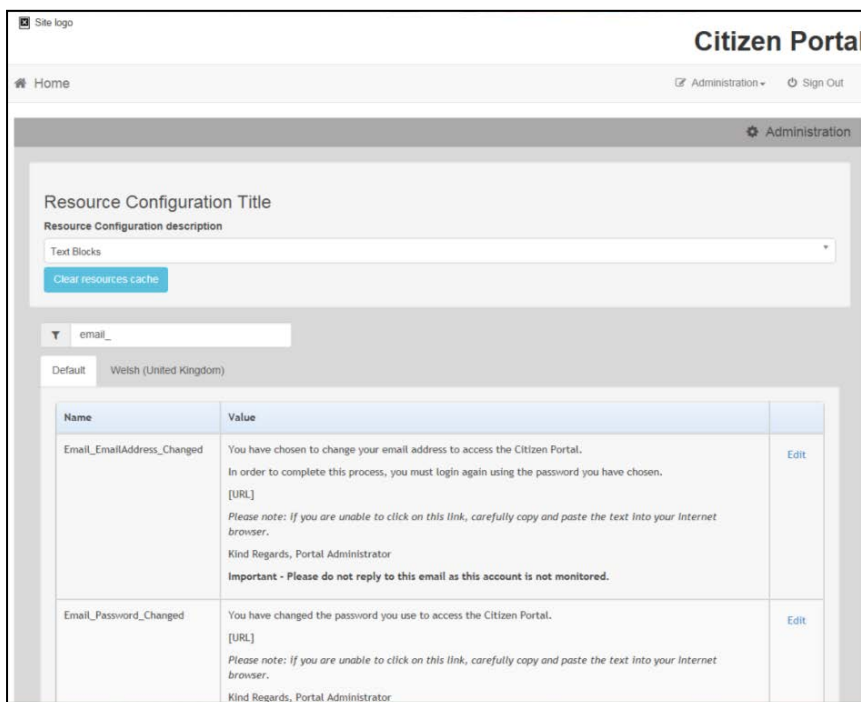 Site logo
Citizen Portal
Home
Administration
Sign Out
Administration
Resource Configuration Title
Resource Configuration description
Text Blocks
Clear resources cache
email_
Default
Welsh (United Kingdom)
Name
Value
Email_EmailAddress_Changed
You have chosen to change your email address to access the Citizen Portal.
In order to complete this process, you must login again using the password you have chosen.
[URL]
Please note: if you are unable to click on this link, carefully copy and paste the text into your Internet
browser.
Kind Regards, Portal Administrator
Important - Please do not reply to this email as this account is not monitored.
Edit
Email_Password_Changed
You have changed the password you use to access the Citizen Portal.
[URL]
Please note: if you are unable to click on this link, carefully copy and paste the text into your Internet
browser.
Kind Regards, Portal Administrator
Edit